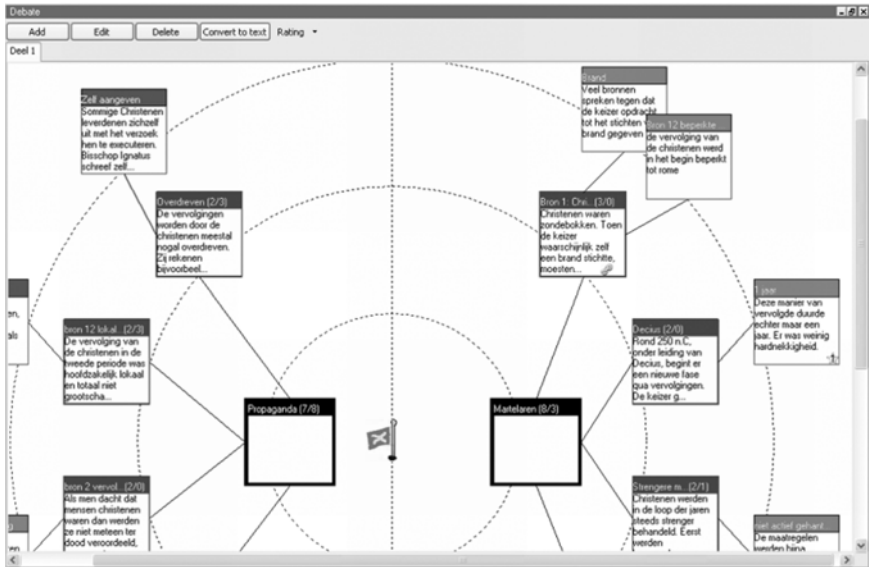 Debate
Add
Edit
Delete
Convert to text
Rating
Deel 1
Zelf aangeven
Sommige Christenen
leverdenen zichzelf
uit met het verzoek
hen te executeren.
Bisschop Ignatus
schreef zelf...
Brand
Veel bronnen
spreken tegen dat
de keizer opdracht
tot het stichten
brand gegeven
Bron 12 beperkte
de vervolging van
de christenen werd
in het begin beperkt
tot rome
Overdreven (2/3)
De vervolgingen
worden door de
christenen meestal
nogal overdreven.
Zij rekenen
bijvoorbeel...
Bron 1: Chri... (3/0)
Christenen waren
zondebokken. Toen
de keizer
waarschijnlijk zelf
een brand stichtte,
moesten...
1 jaar
Deze manier van
vervolgde duurde
echter maar een
jaar. Er was weinig
hardnekkigheid.
en,
als
bron 12 lokal...(2/3)
De vervolging van
de christenen in de
tweede periode was
hoofdzakelijk lokaal
en totaal niet
grootscha...
Decius (2/0)
Rond 250 n.C,
onder leiding van
Decius, begint er
een nieuwe fase
qua vervolgingen.
De keizer g...
Propaganda (7/8)
Martelaren (8/3)
bron 2 vervol...(2/0)
Als men dacht dat
mensen christenen
waren dan werden
ze niet meteen ter
dood veroordeeld,
Strengere m...(2/1)
Christenen werden
in de loop der jaren
steeds strenger
behandeld. Eerst
werden
niet actief gehant...
De maatregelen
werden bijna